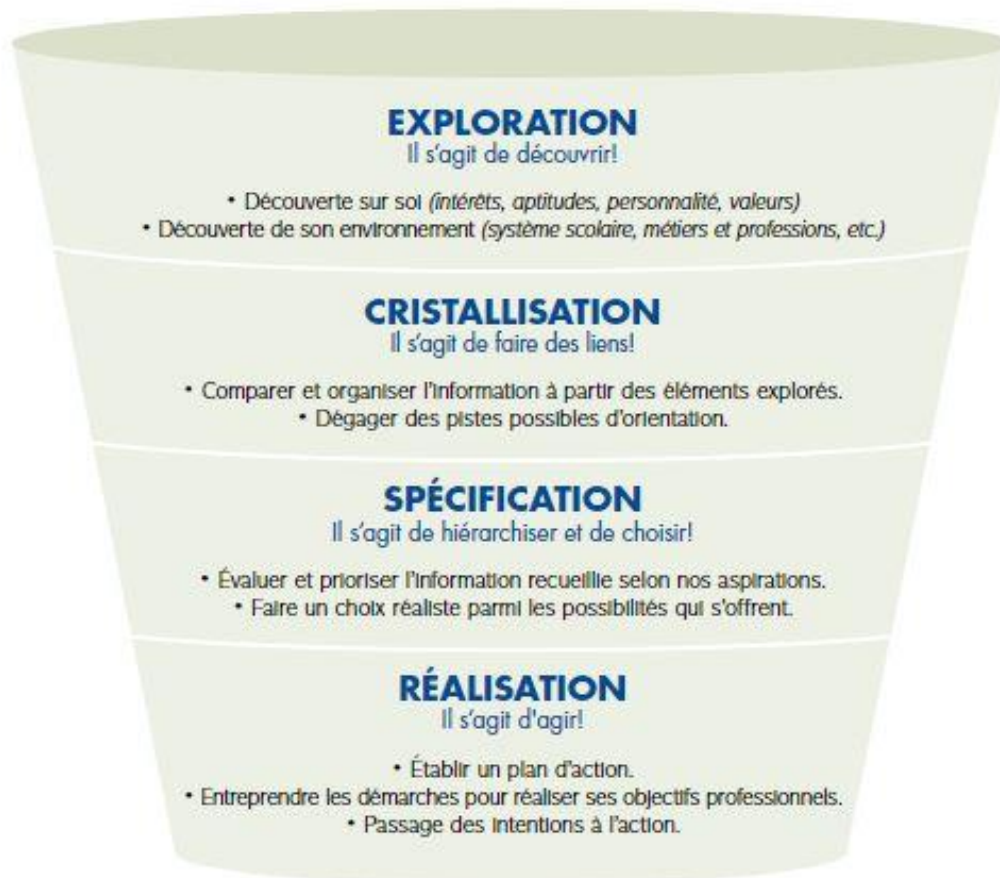 EXPLORATION
Il s'agit de découvrir!
• Découverte sur soi (intérêts, aptitudes, personnalité, valeurs)
• Découverte de son environnement (système scolaire, métiers et professions, etc.)
CRISTALLISATION
Il s'agit de faire des liens!
• Comparer et organiser l'information à partir des éléments explorés.
• Dégager des pistes possibles d'orientation.
SPÉCIFICATION
Il s'agit de hiérarchiser et de choisir!
• Évaluer et prioriser l'information recueillie selon nos aspirations.
• Faire un choix réaliste parmi les possibilités qui s'offrent.
RÉALISATION
Il s'agit d'agir!
• Établir un plan d'action.
• Entreprendre les démarches pour réaliser ses objectifs professionnels.
• Passage des intentions à l'action.